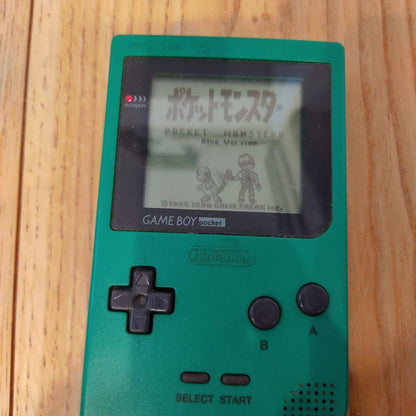 ポケットモンスター
POCKET MONSTERS
Blue Version
©1995,1996 GAME FREAK inc.
POWER
GAME BOY pocket
Nintendo
B
A
SELECT START